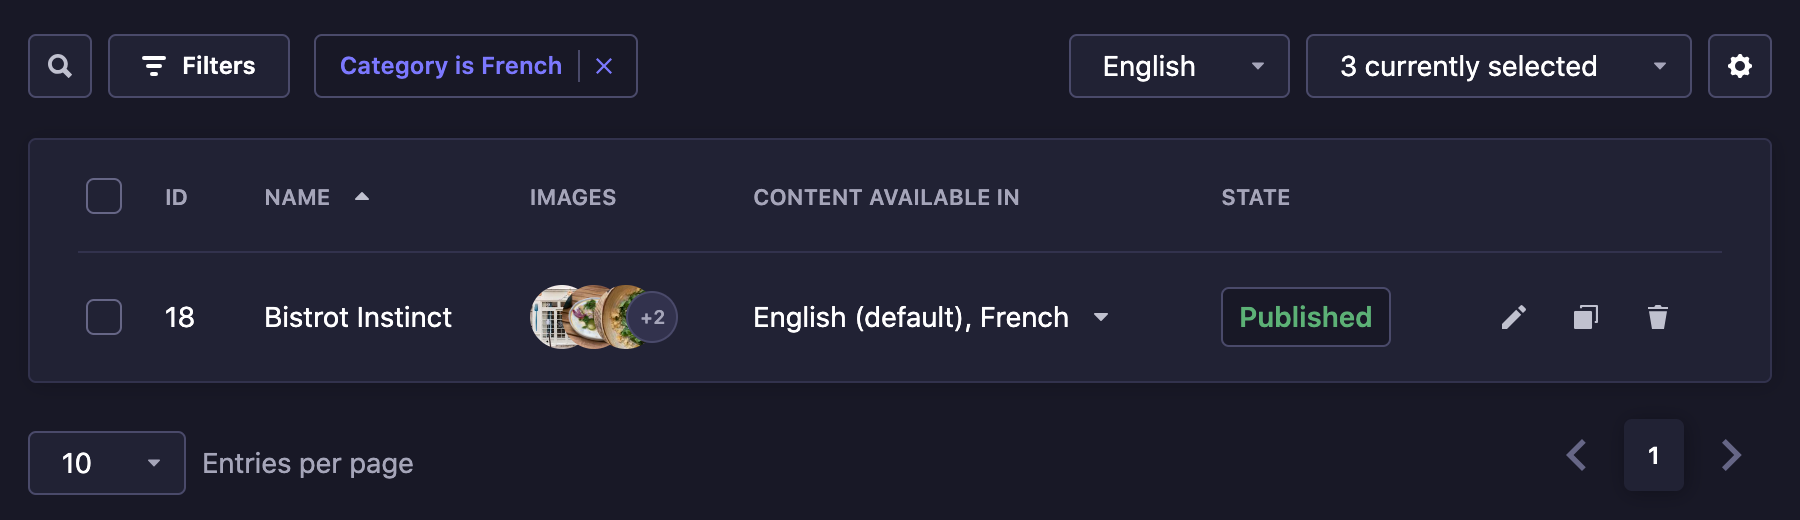 Filters Category is French English 3 currently selected
ID NAME IMAGES CONTENT AVAILABLE IN STATE
18 Bistrot Instinct +2 English (default), French Published
10 Entries per page 1